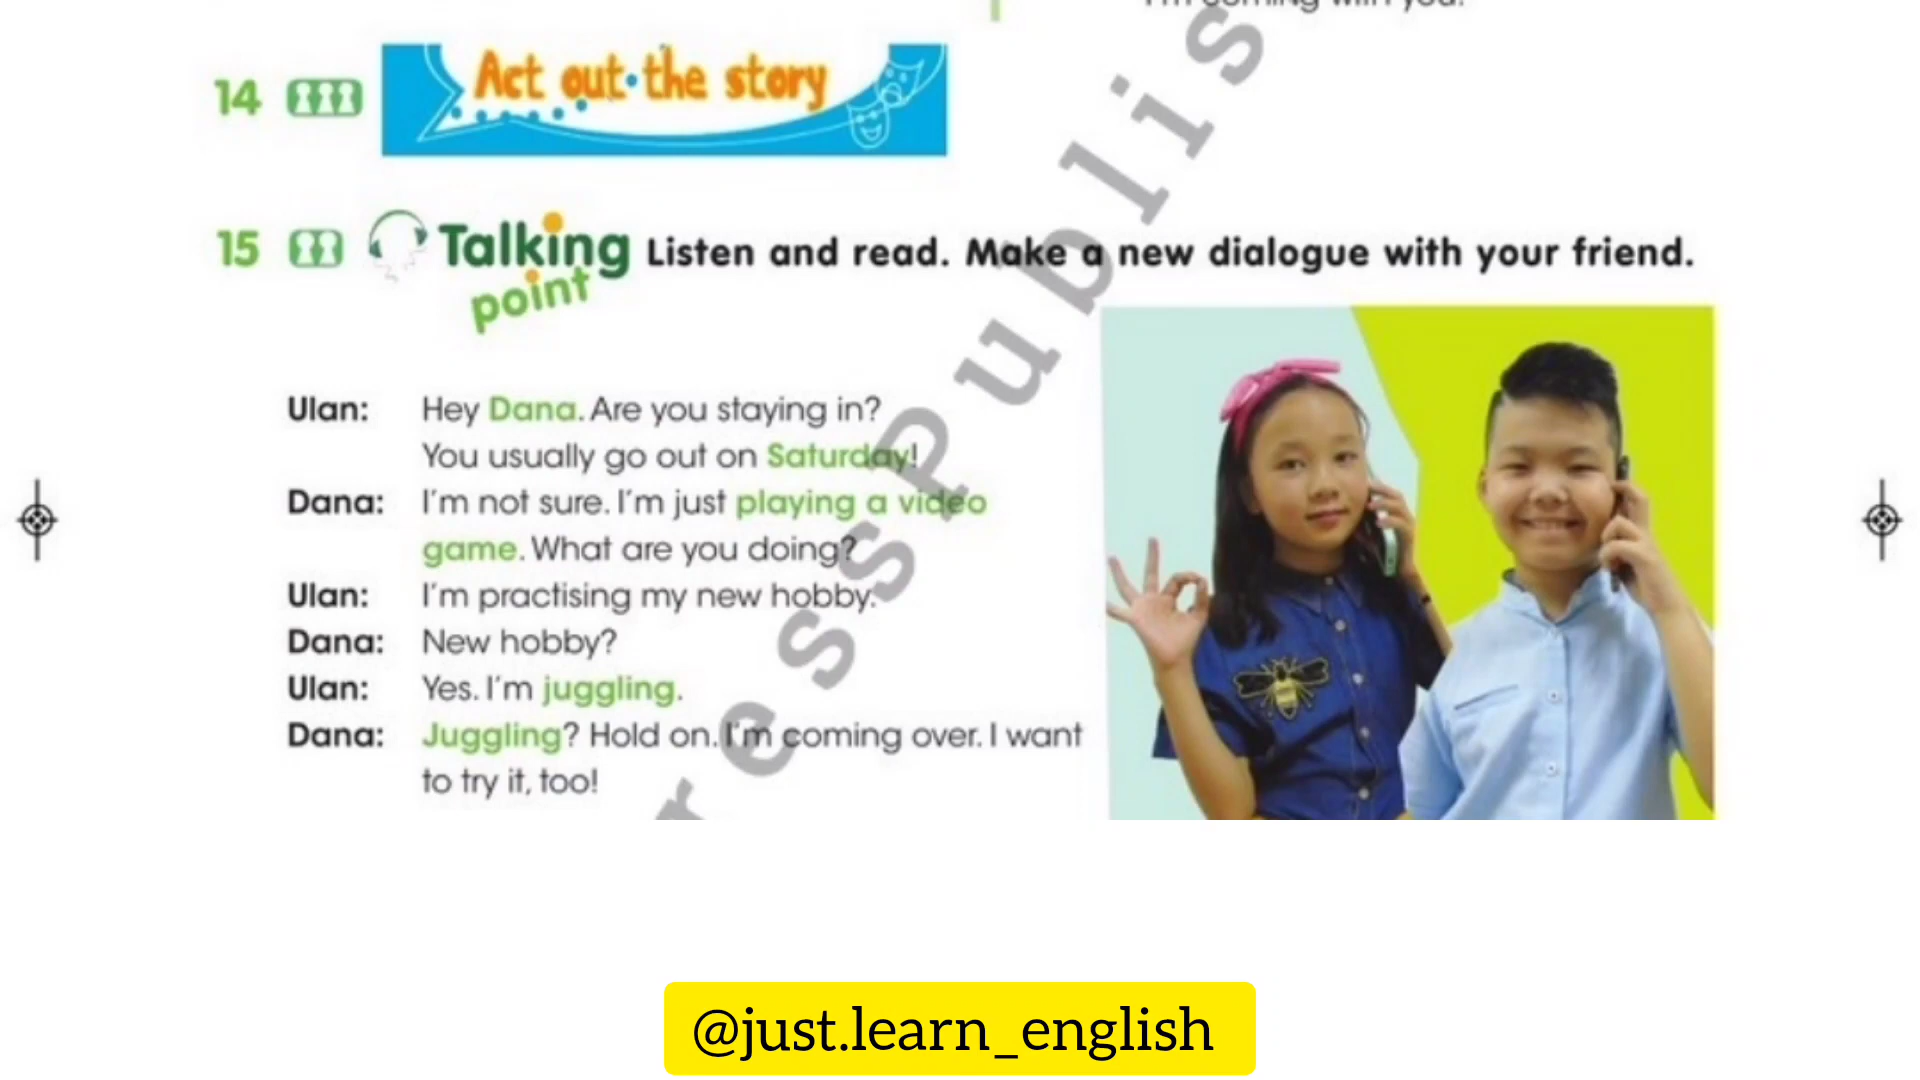 14 Act out the story
15 Talking point Listen and read. Make a new dialogue with your friend.
Ulan: Hey Dana. Are you staying in?
You usually go out on Saturday!
Dana: I'm not sure. I'm just playing a video
game. What are you doing?
Ulan: I'm practising my new hobby.
Dana: New hobby?
Ulan: Yes. I'm juggling.
Dana: Juggling? Hold on. I'm coming over. I want
to try it, too!
ress Publis
@just.learn_english